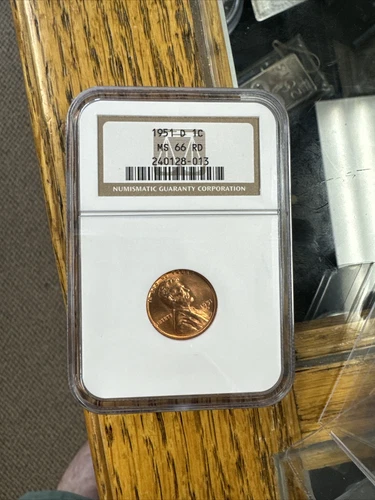 1951 D 1C
MS 66 RD
240128-013
NUMISMATIC GUARANTY CORPORATION